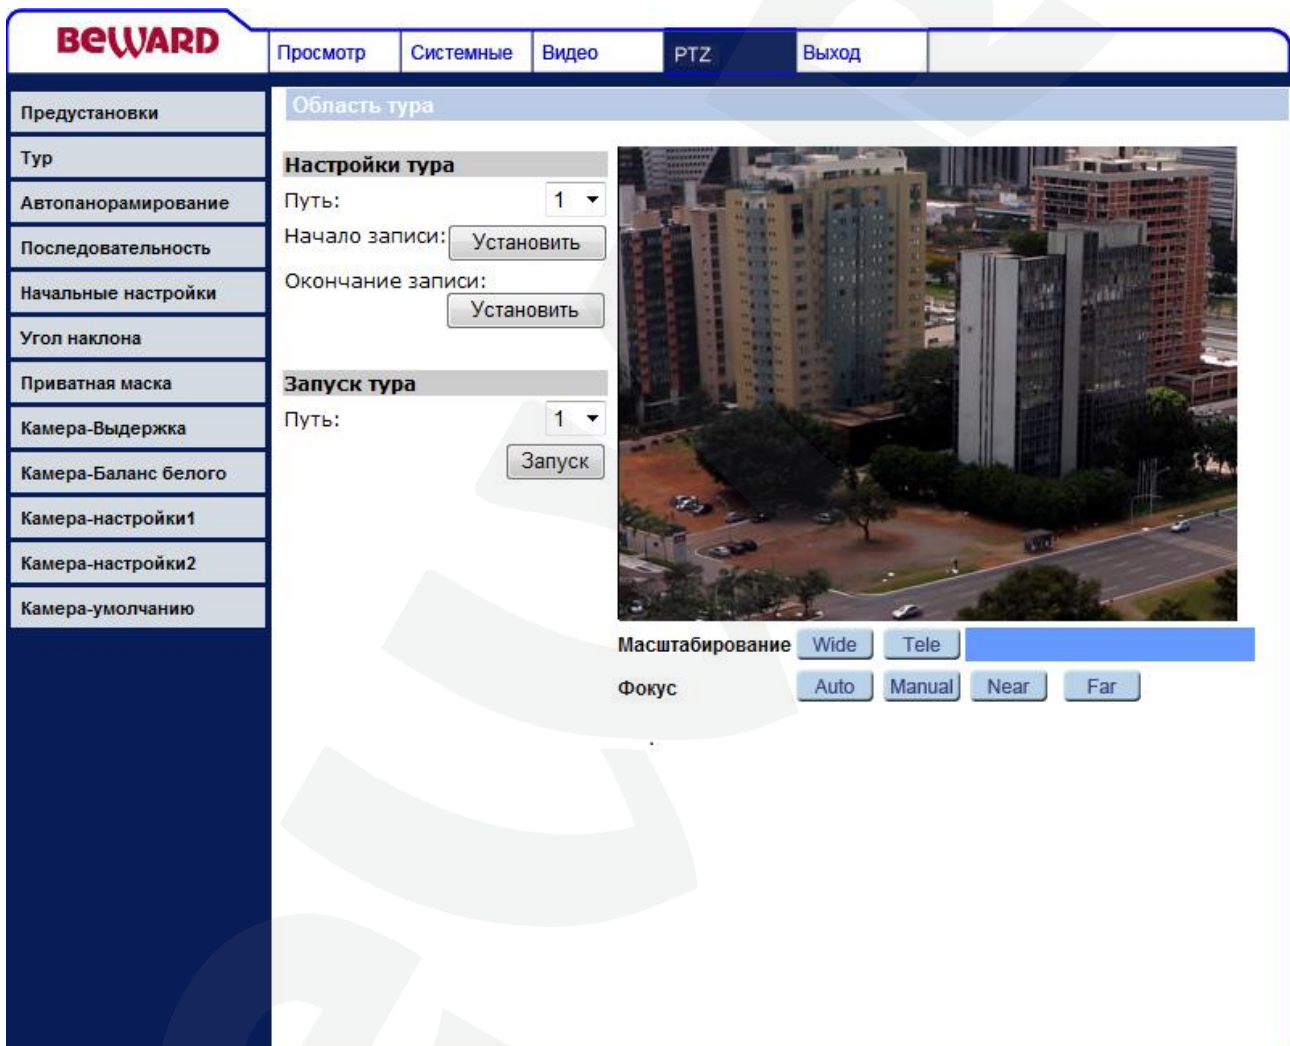 BEWARD
Просмотр Системные Видео PTZ Выход
Предустановки
Тур
Автопанорамирование
Последовательность
Начальные настройки
Угол наклона
Приватная маска
Камера-Выдержка
Камера-Баланс белого
Камера-настройки1
Камера-настройки2
Камера-умолчанию
Область тура
Настройки тура
Путь: 1
Начало записи: Установить
Окончание записи:
Установить
Запуск тура
Путь: 1
Запуск
Масштабирование Wide Tele
Фокус Auto Manual Near Far
.